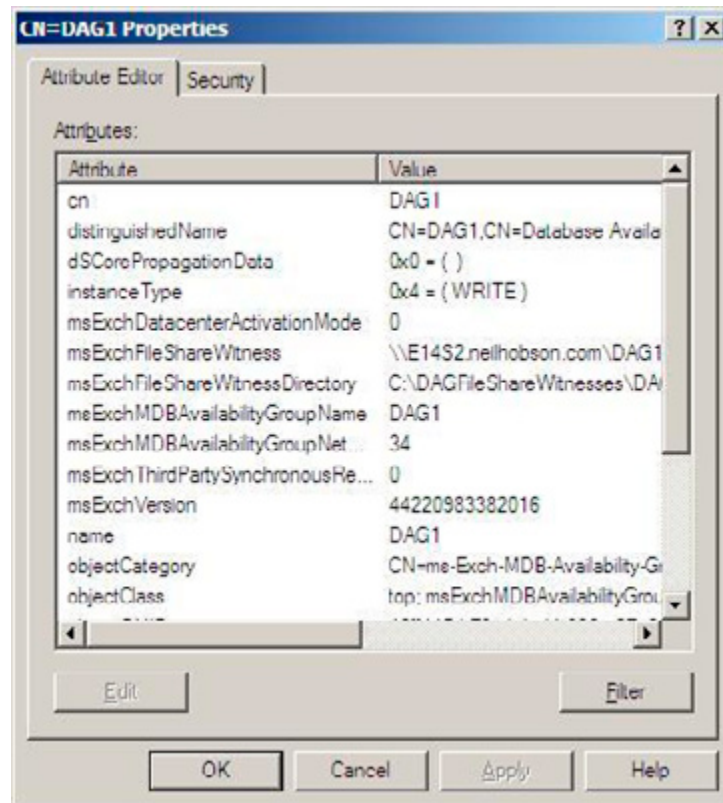 CN=DAG1 Properties
Attribute Editor Security
Attributes:
Attribute Value
cn DAG1
distinguishedName CN=DAG1,CN=Database Availa
dSCorePropagationData 0x0 = ( )
instanceType 0x4 = ( WRITE )
msExchDatacenterActivationMode 0
msExchFileShareWitness \\E14S2.neilhobson.com\DAG1
msExchFileShareWitnessDirectory C:\DAGFileShareWitnesses\DA
msExchMDBAvailabilityGroupName DAG1
msExchMDBAvailabilityGroupNet... 34
msExchThirdPartySynchronousRe... 0
msExchVersion 44220983382016
name DAG1
objectCategory CN=ms-Exch-MDB-Availability-Gr
objectClass top; msExchMDBAvailabilityGrou
Edit Filter
OK Cancel Apply Help